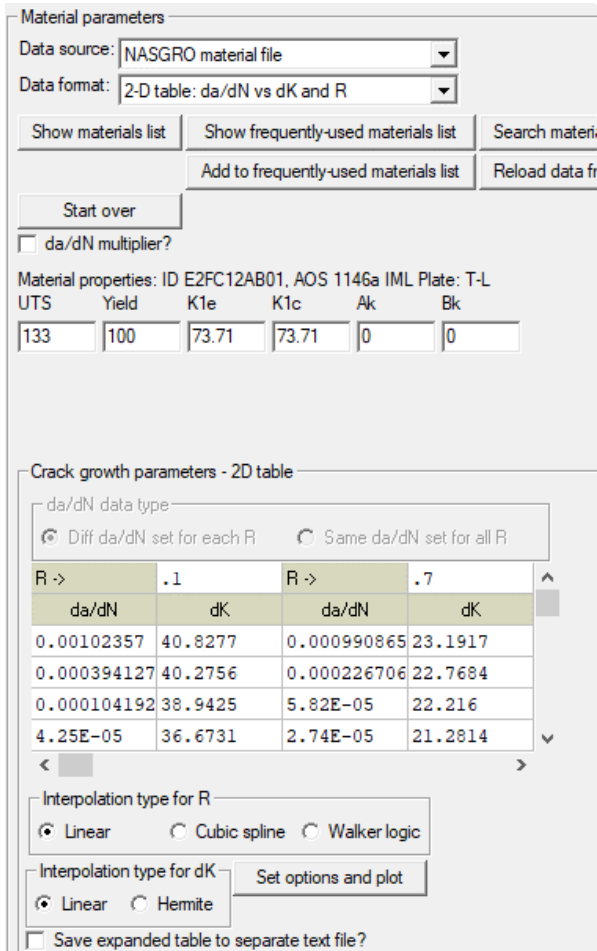 Material parameters
Data source: NASGRO material file
Data format: 2-D table: da/dN vs dK and R
Show materials list Show frequently-used materials list Search materia
Add to frequently-used materials list Reload data fr
Start over
da/dN multiplier?
Material properties: ID E2FC12AB01, AOS 1146a IML Plate: T-L
UTS Yield K1e K1c Ak Bk
133 100 73.71 73.71 0 0
Crack growth parameters - 2D table
da/dN data type
Diff da/dN set for each R Same da/dN set for all R
R -> .1 R -> .7
da/dN dK da/dN dK
0.00102357 40.8277 0.000990865 23.1917
0.000394127 40.2756 0.000226706 22.7684
0.000104192 38.9425 5.82E-05 22.216
4.25E-05 36.6731 2.74E-05 21.2814
Interpolation type for R
Linear Cubic spline Walker logic
Interpolation type for dK Set options and plot
Linear Hermite
Save expanded table to separate text file?